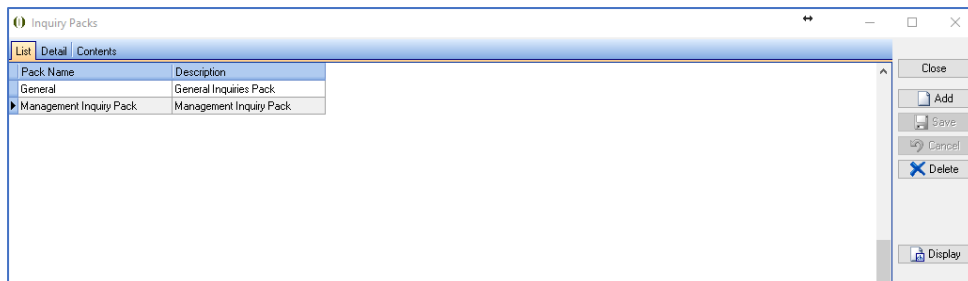 Inquiry Packs
List Detail Contents
Pack Name Description
General General Inquiries Pack
Management Inquiry Pack Management Inquiry Pack
Close
Add
Save
Cancel
Delete
Display